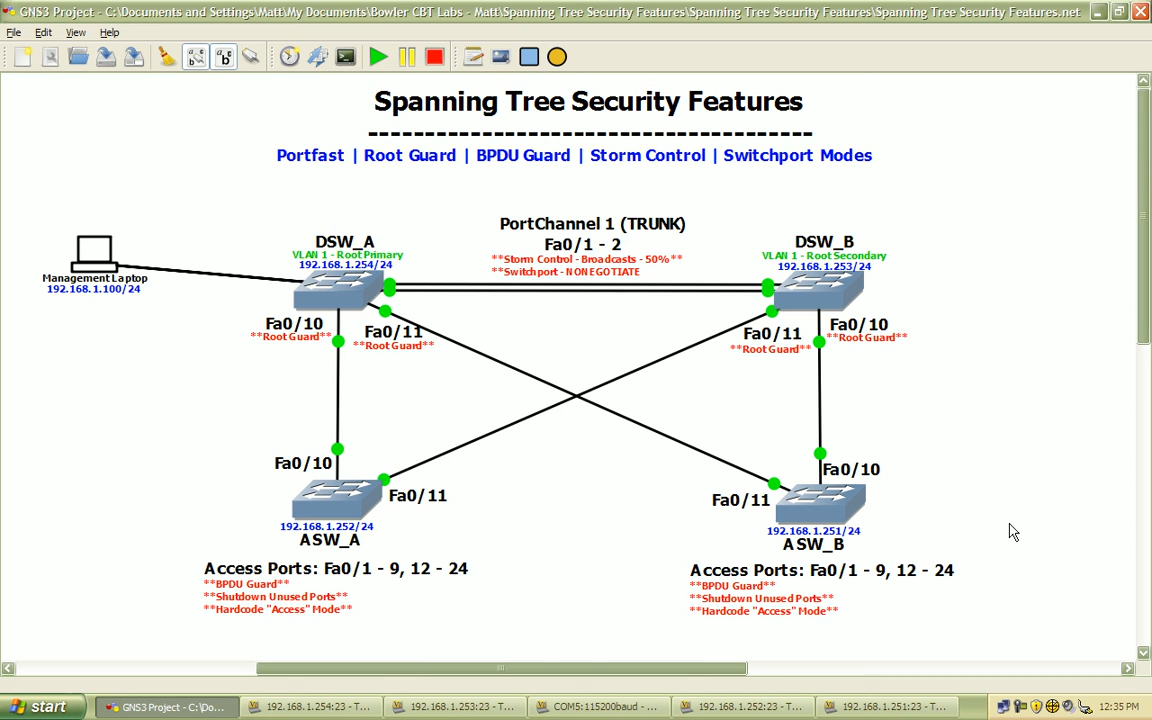 GNS3 Project - C:\Documents and Settings\Matt\My Documents\Bowler CBT Labs - Matt\Spanning Tree Security Features\Spanning Tree Security Features\Spanning Tree Security Features.net
File Edit View Help
Spanning Tree Security Features
---------------------------------------
Portfast | Root Guard | BPDU Guard | Storm Control | Switchport Modes
PortChannel 1 (TRUNK)
Fa0/1 - 2
**Storm Control - Broadcasts - 50%**
**Switchport - NONEGOTIATE
DSW_A
VLAN 1 - Root Primary
192.168.1.254/24
DSW_B
VLAN 1 - Root Secondary
192.168.1.253/24
Management Laptop
192.168.1.100/24
Fa0/10
**Root Guard**
Fa0/11
**Root Guard**
Fa0/11
**Root Guard**
Fa0/10
**Root Guard**
Fa0/10
Fa0/11
192.168.1.252/24
ASW_A
Fa0/10
Fa0/11
192.168.1.251/24
ASW_B
Access Ports: Fa0/1 - 9, 12 - 24
**BPDU Guard**
**Shutdown Unused Ports**
**Hardcode "Access" Mode**
Access Ports: Fa0/1 - 9, 12 - 24
**BPDU Guard**
**Shutdown Unused Ports**
**Hardcode "Access" Mode**
start
GNS3 Project - C:\Do...
192.168.1.254:23 - T...
192.168.1.253:23 - T...
COM5:115200baud - ...
192.168.1.252:23 - T...
192.168.1.251:23 - T...
12:35 PM